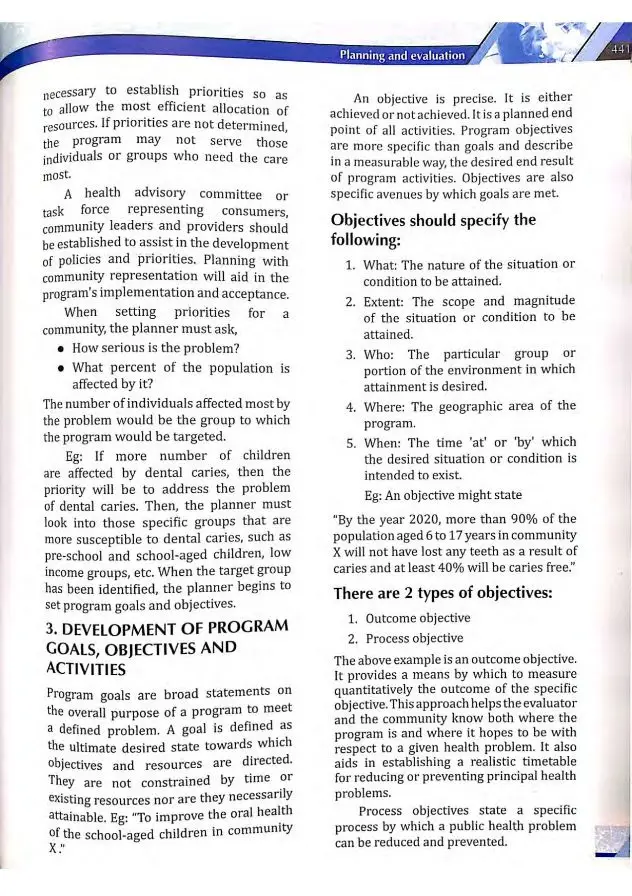 Planning and evaluation
441
necessary to establish priorities so as
to allow the most efficient allocation of
resources. If priorities are not determined,
the program may not serve those
individuals or groups who need the care
most.
A health advisory committee or
task force representing consumers,
community leaders and providers should
be established to assist in the development
of policies and priorities. Planning with
community representation will aid in the
program's implementation and acceptance.
When setting priorities for a
community, the planner must ask,
• How serious is the problem?
• What percent of the population is
affected by it?
The number of individuals affected most by
the problem would be the group to which
the program would be targeted.
Eg: If more number of children
are affected by dental caries, then the
priority will be to address the problem
of dental caries. Then, the planner must
look into those specific groups that are
more susceptible to dental caries, such as
pre-school and school-aged children, low
income groups, etc. When the target group
has been identified, the planner begins to
set program goals and objectives.
3. DEVELOPMENT OF PROGRAM
GOALS, OBJECTIVES AND
ACTIVITIES
Program goals are broad statements on
the overall purpose of a program to meet
a defined problem. A goal is defined as
the ultimate desired state towards which
objectives and resources are directed.
They are not constrained by time or
existing resources nor are they necessarily
attainable. Eg: "To improve the oral health
of the school-aged children in community
X."
An objective is precise. It is either
achieved or not achieved. It is a planned end
point of all activities. Program objectives
are more specific than goals and describe
in a measurable way, the desired end result
of program activities. Objectives are also
specific avenues by which goals are met.
Objectives should specify the
following:
1. What: The nature of the situation or
condition to be attained.
2. Extent: The scope and magnitude
of the situation or condition to be
attained.
3. Who: The particular group or
portion of the environment in which
attainment is desired.
4. Where: The geographic area of the
program.
5. When: The time 'at' or 'by' which
the desired situation or condition is
intended to exist.
Eg: An objective might state
"By the year 2020, more than 90% of the
population aged 6 to 17 years in community
X will not have lost any teeth as a result of
caries and at least 40% will be caries free."
There are 2 types of objectives:
1. Outcome objective
2. Process objective
The above example is an outcome objective.
It provides a means by which to measure
quantitatively the outcome of the specific
objective. This approach helps the evaluator
and the community know both where the
program is and where it hopes to be with
respect to a given health problem. It also
aids in establishing a realistic timetable
for reducing or preventing principal health
problems.
Process objectives state a specific
process by which a public health problem
can be reduced and prevented.